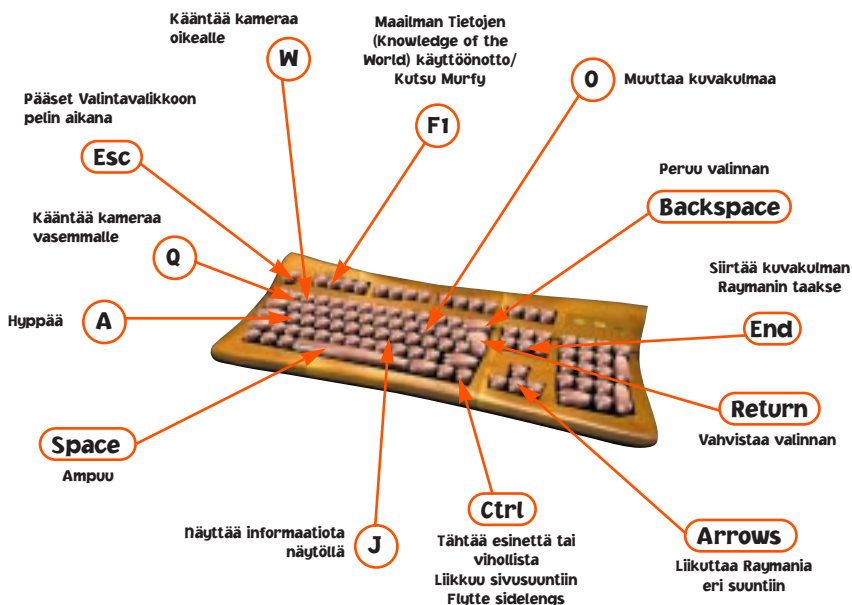 Kääntää kameraa
oikealle
W
Maailman Tietojen
(Knowledge of the
World) käyttöönotto/
Kutsu Murfy
F1
O
Muuttaa kuvakulmaa
Pääset Valintavalikkoon
pelin aikana
Esc
Peruu valinnan
Backspace
Kääntää kameraa
vasemmalle
Q
Siirtää kuvakulman
Raymanin taakse
End
Hyppää
A
Return
Vahvistaa valinnan
Space
Ampuu
Näyttää informaatiota
näytöllä
J
Ctrl
Tähtää esinettä tai
vihollista
Liikkuu sivusuuntiin
Flytte sidelengs
Arrows
Liikuttaa Raymania
eri suuntiin